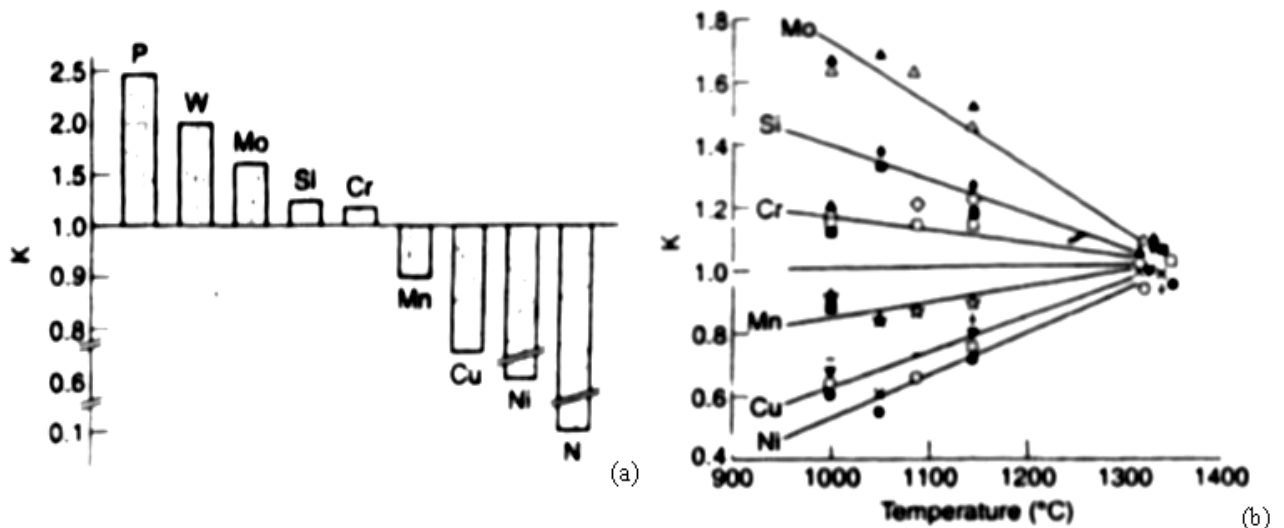 P
W
Mo
Si
Cr
Mn
Cu
Ni
N
2.5
2.0
1.5
1.0
0.9
0.8
0.6
0.1
K
(a)
1.8
1.6
1.4
1.2
1.0
0.8
0.6
0.4
K
Mo
Si
Cr
Mn
Cu
Ni
900 1000 1100 1200 1300 1400
Temperature (°C)
(b)